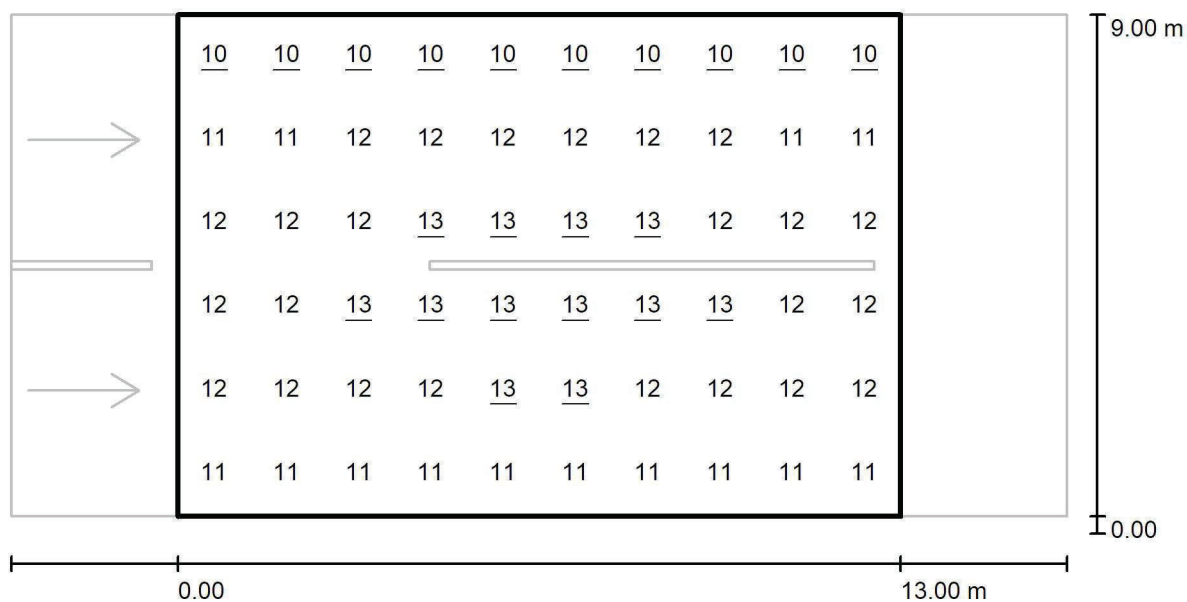 9.00 m
10 10 10 10 10 10 10 10 10 10
11 11 12 12 12 12 12 12 11 11
12 12 12 13 13 13 13 12 12 12
12 12 13 13 13 13 13 13 12 12
12 12 12 12 13 13 12 12 12 12
11 11 11 11 11 11 11 11 11 11
0.00
0.00 13.00 m